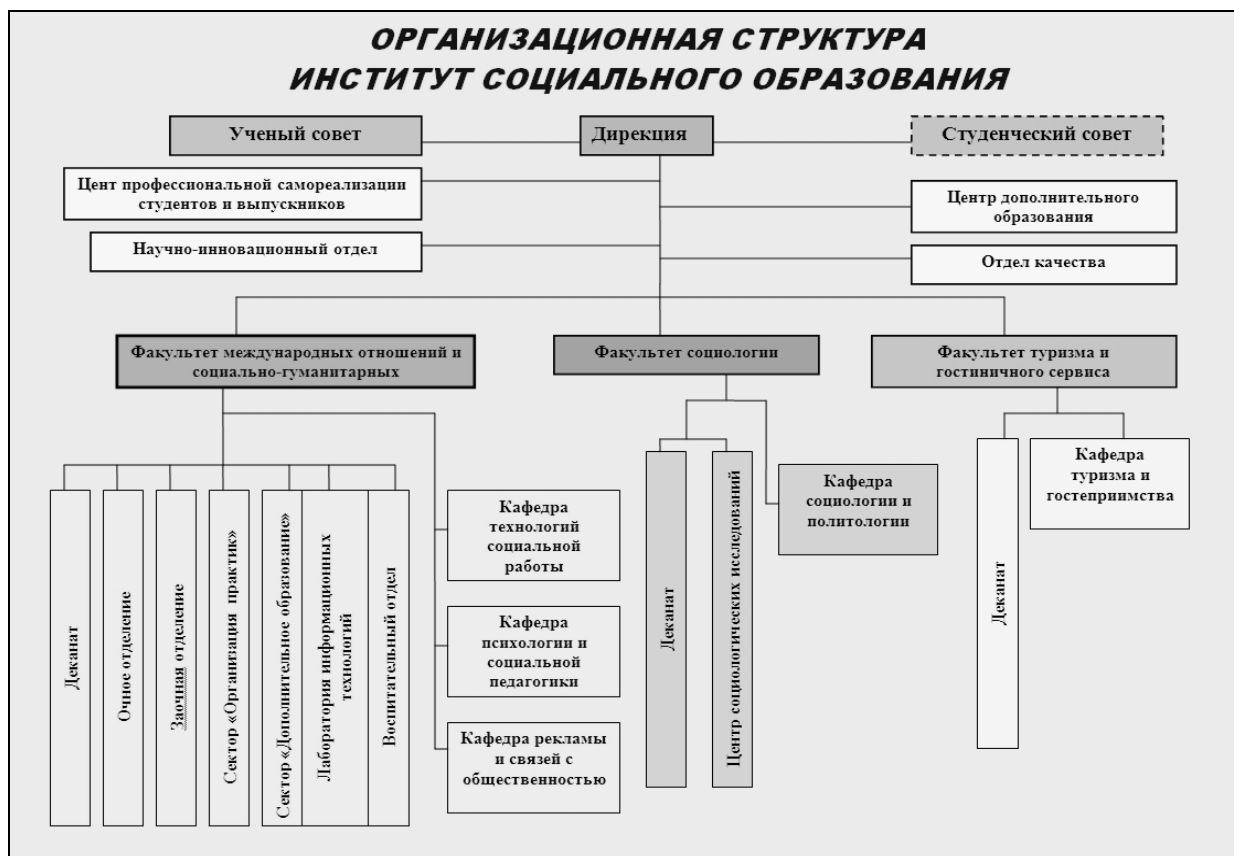 ОРГАНИЗАЦИОННАЯ СТРУКТУРА
ИНСТИТУТ СОЦИАЛЬНОГО ОБРАЗОВАНИЯ
Ученый совет
Дирекция
Студенческий совет
Цент профессиональной самореализации
студентов и выпускников
Центр дополнительного
образования
Научно-инновационный отдел
Отдел качества
Факультет международных отношений и
социально-гуманитарных
Факультет социологии
Факультет туризма и
гостиничного сервиса
Деканат
Очное отделение
Заочная отделение
Сектор «Организация практик»
Сектор «Дополнительное образование»
Лаборатория информационных
технологий
Воспитательный отдел
Кафедра
технологий
социальной
работы
Кафедра
психологии и
социальной
педагогики
Кафедра рекламы
и связей с
общественностью
Деканат
Центр социологических исследований
Кафедра
социологии и
политологии
Деканат
Кафедра
туризма и
гостеприимства